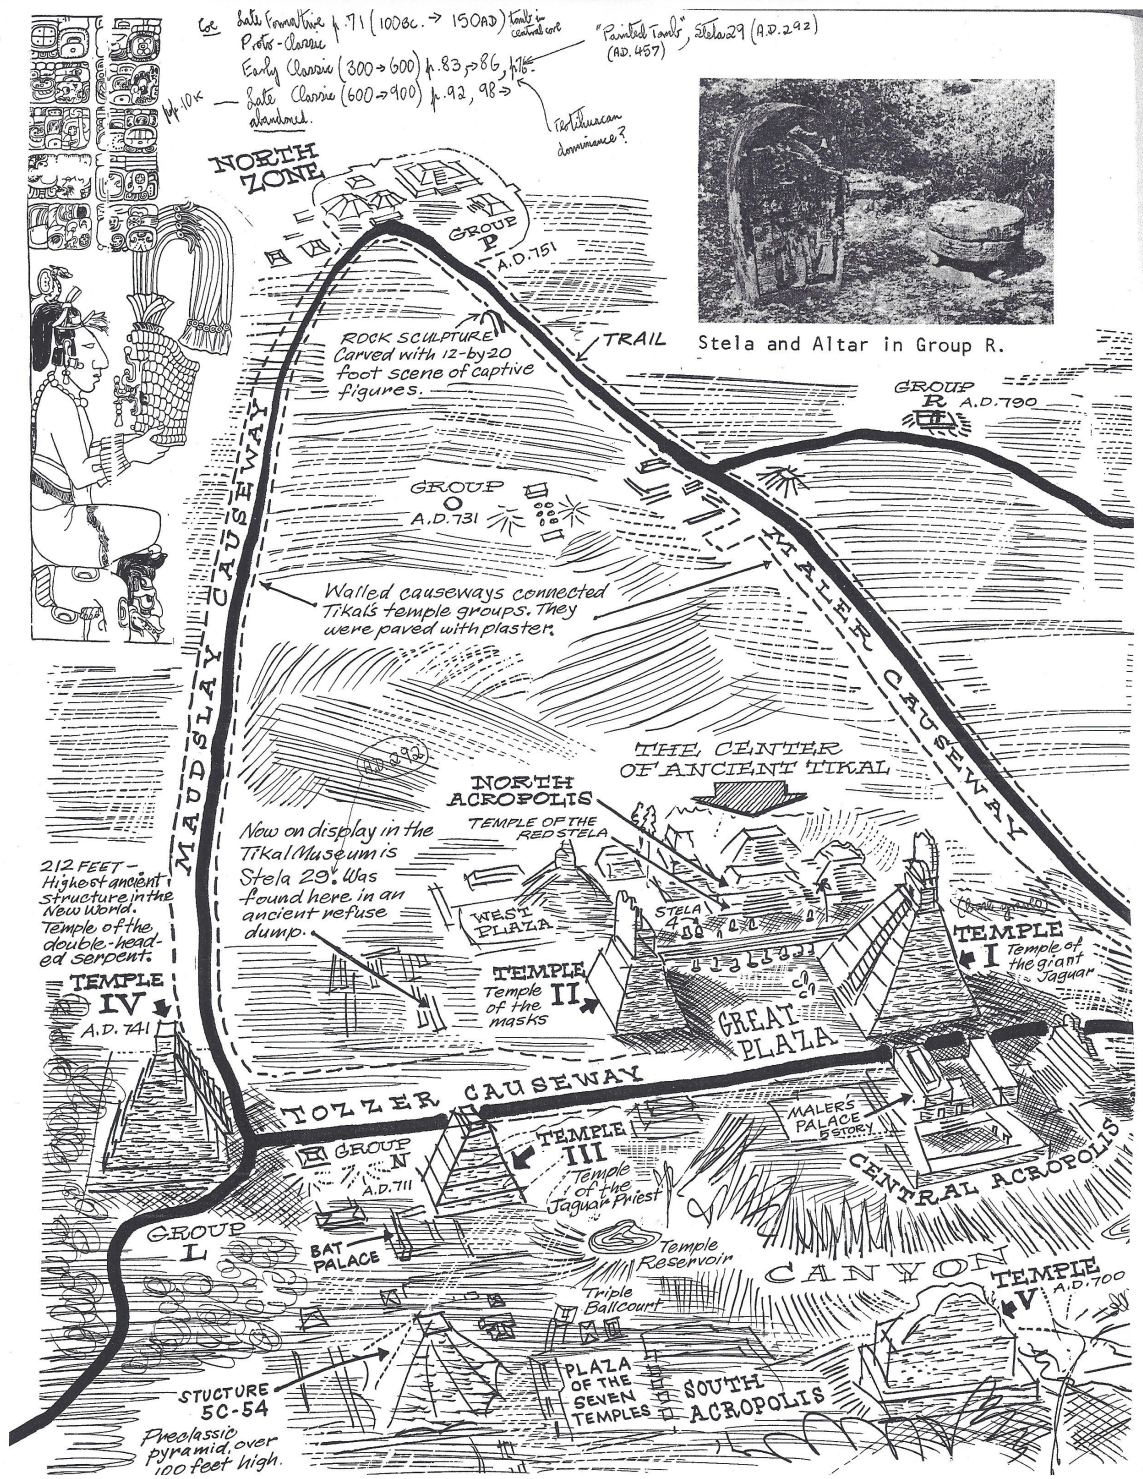 Coe Late Formative p.71 (100BC. → 150AD) tomb in
central core
Proto-Classic
Early Classic (300→600) p.83,→86, p76.
Late Classic (600→900) p.92, 98→
abandoned.
"Painted Tomb", Stela 29 (A.D. 292)
(A.D. 457)
Teotihuacan
dominance?
NORTH
ZONE
GROUP
P
A.D. 751
Stela and Altar in Group R.
ROCK SCULPTURE
Carved with 12-by 20
foot scene of captive
figures.
TRAIL
GROUP
R A.D. 790
GROUP
O
A.D. 731
MAUDSLAY CAUSEWAY
MALER CAUSEWAY
Walled causeways connected
Tikal's temple groups. They
were paved with plaster.
A.D. 292
THE CENTER
OF ANCIENT TIKAL
NORTH
ACROPOLIS
TEMPLE OF THE
RED STELA
Now on display in the
Tikal Museum is
Stela 29. Was
found here in an
ancient refuse
dump.
212 FEET-
Highest ancient
structure in the
New World.
Temple of the
double-head-
ed serpent.
TEMPLE
IV
A.D. 741
WEST
PLAZA
STELA
4
TEMPLE
II
Temple
of the
masks
TEMPLE
I
Temple of
the giant
Jaguar
GREAT
PLAZA
TOZZER CAUSEWAY
MALER'S
PALACE
5 STORY
CENTRAL ACROPOLIS
GROUP
N
A.D. 711
TEMPLE
III
Temple
of the
Jaguar Priest
GROUP
L
BAT
PALACE
Temple
Reservoir
CANYON
TEMPLE
V
A.D. 700
Triple
Ballcourt
STUCTURE
5C-54
Preclassic
pyramid, over
100 feet high.
PLAZA
OF THE
SEVEN
TEMPLES
SOUTH
ACROPOLIS